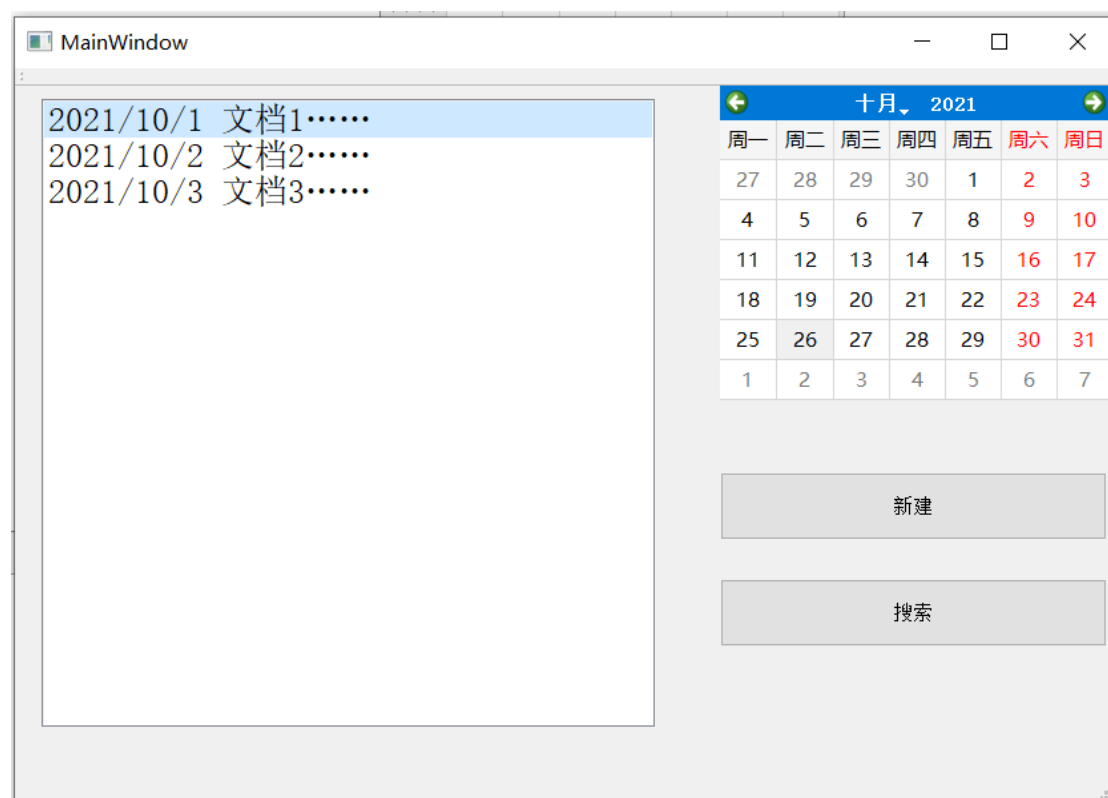 MainWindow
2021/10/1 文档1……
2021/10/2 文档2……
2021/10/3 文档3……
十月 2021
周一 周二 周三 周四 周五 周六 周日
27 28 29 30 1 2 3
4 5 6 7 8 9 10
11 12 13 14 15 16 17
18 19 20 21 22 23 24
25 26 27 28 29 30 31
1 2 3 4 5 6 7
新建
搜索